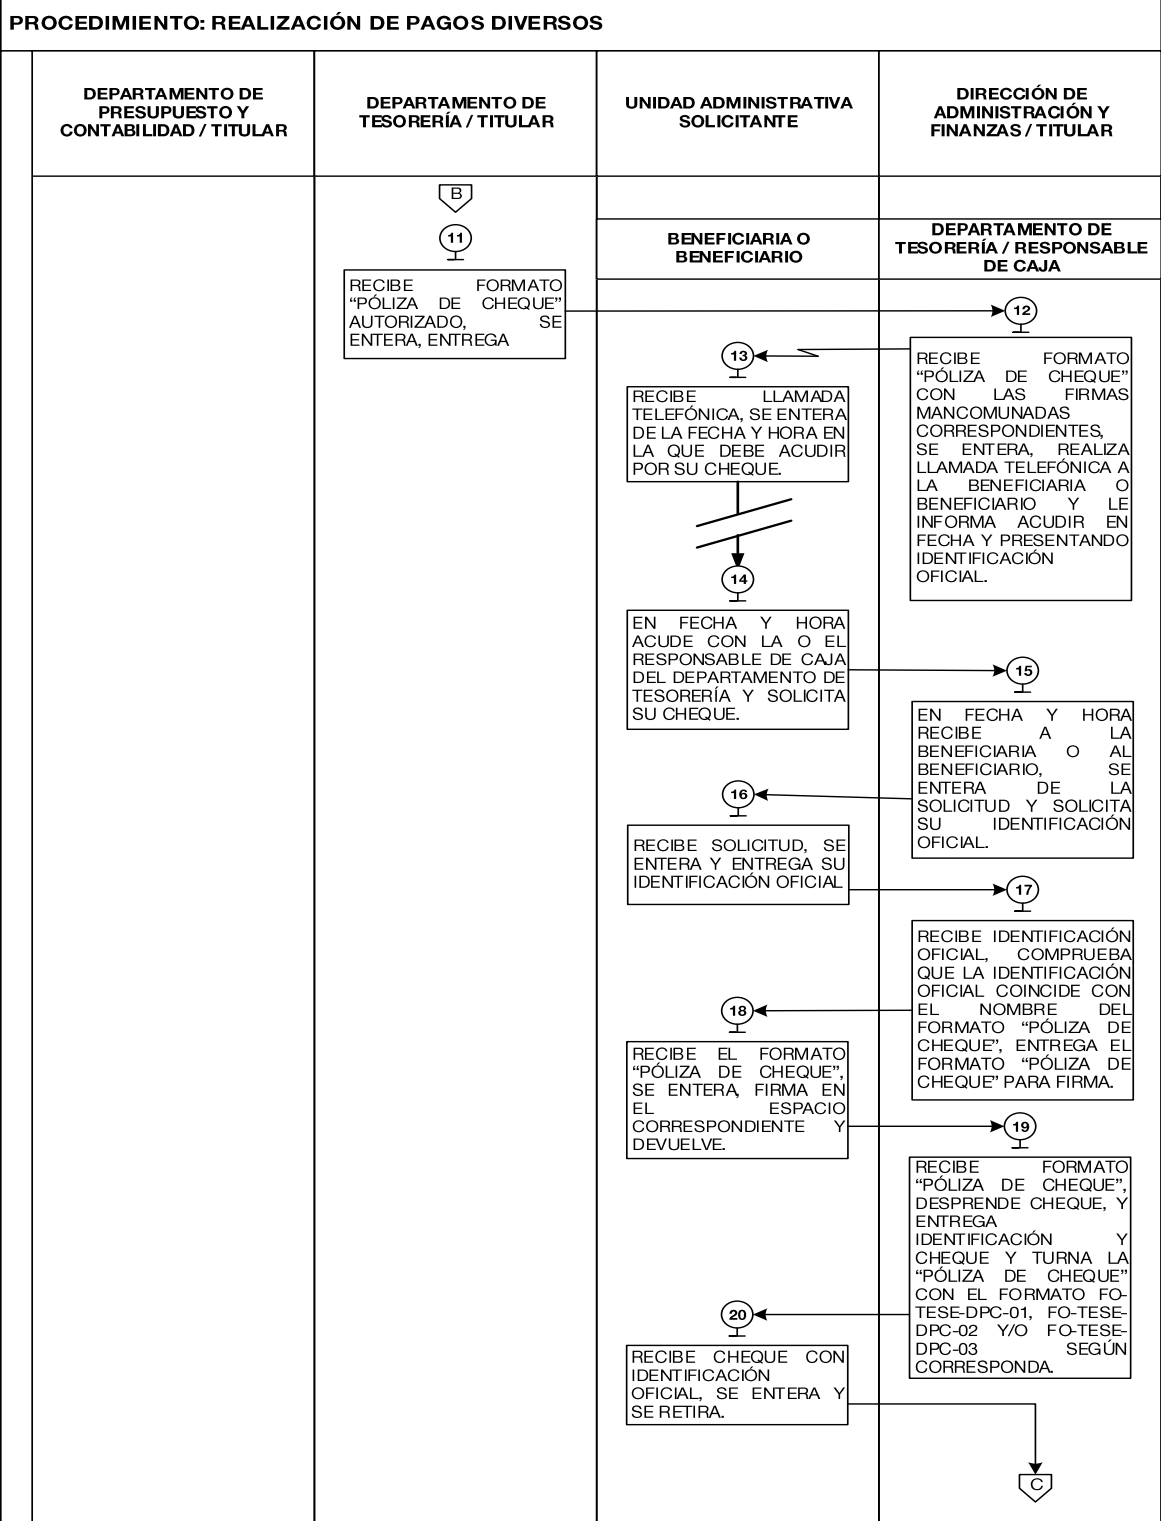 PROCEDIMIENTO: REALIZACIÓN DE PAGOS DIVERSOS
DEPARTAMENTO DE
PRESUPUESTO Y
CONTABILIDAD / TITULAR
DEPARTAMENTO DE
TESORERÍA / TITULAR
UNIDAD ADMINISTRATIVA
SOLICITANTE
DIRECCIÓN DE
ADMINISTRACIÓN Y
FINANZAS / TITULAR
B
BENEFICIARIA O
BENEFICIARIO
DEPARTAMENTO DE
TESORERÍA / RESPONSABLE
DE CAJA
11
RECIBE FORMATO
“PÓLIZA DE CHEQUE”
AUTORIZADO, SE
ENTERA, ENTREGA
12
RECIBE FORMATO
“PÓLIZA DE CHEQUE”
CON LAS FIRMAS
MANCOMUNADAS
CORRESPONDIENTES,
SE ENTERA, REALIZA
LLAMADA TELEFÓNICA A
LA BENEFICIARIA O
BENEFICIARIO Y LE
INFORMA ACUDIR EN
FECHA Y PRESENTANDO
IDENTIFICACIÓN
OFICIAL.
13
RECIBE LLAMADA
TELEFÓNICA, SE ENTERA
DE LA FECHA Y HORA EN
LA QUE DEBE ACUDIR
POR SU CHEQUE.
14
EN FECHA Y HORA
ACUDE CON LA O EL
RESPONSABLE DE CAJA
DEL DEPARTAMENTO DE
TESORERÍA Y SOLICITA
SU CHEQUE.
15
EN FECHA Y HORA
RECIBE A LA
BENEFICIARIA O AL
BENEFICIARIO, SE
ENTERA DE LA
SOLICITUD Y SOLICITA
SU IDENTIFICACIÓN
OFICIAL.
16
RECIBE SOLICITUD, SE
ENTERA Y ENTREGA SU
IDENTIFICACIÓN OFICIAL
17
RECIBE IDENTIFICACIÓN
OFICIAL, COMPRUEBA
QUE LA IDENTIFICACIÓN
OFICIAL COINCIDE CON
EL NOMBRE DEL
FORMATO “PÓLIZA DE
CHEQUE”, ENTREGA EL
FORMATO “PÓLIZA DE
CHEQUE” PARA FIRMA.
18
RECIBE EL FORMATO
“PÓLIZA DE CHEQUE”,
SE ENTERA, FIRMA EN
EL ESPACIO
CORRESPONDIENTE Y
DEVUELVE.
19
RECIBE FORMATO
“PÓLIZA DE CHEQUE”,
DESPRENDE CHEQUE, Y
ENTREGA
IDENTIFICACIÓN Y
CHEQUE Y TURNA LA
“PÓLIZA DE CHEQUE”
CON EL FORMATO FO-
TESE-DPC-01, FO-TESE-
DPC-02 Y/O FO-TESE-
DPC-03 SEGÚN
CORRESPONDA.
20
RECIBE CHEQUE CON
IDENTIFICACIÓN
OFICIAL, SE ENTERA Y
SE RETIRA.
C